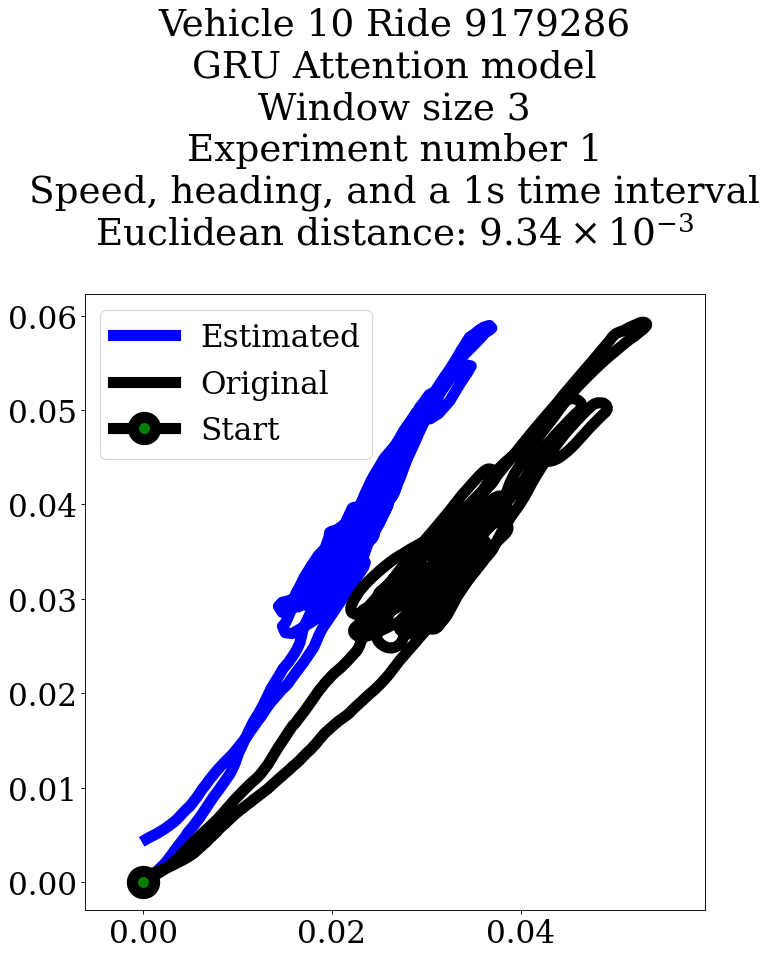 Vehicle 10 Ride 9179286
GRU Attention model
Window size 3
Experiment number 1
Speed, heading, and a 1s time interval
Euclidean distance: 9.34 × 10⁻³
Estimated
Original
Start
0.06
0.05
0.04
0.03
0.02
0.01
0.00
0.00 0.02 0.04